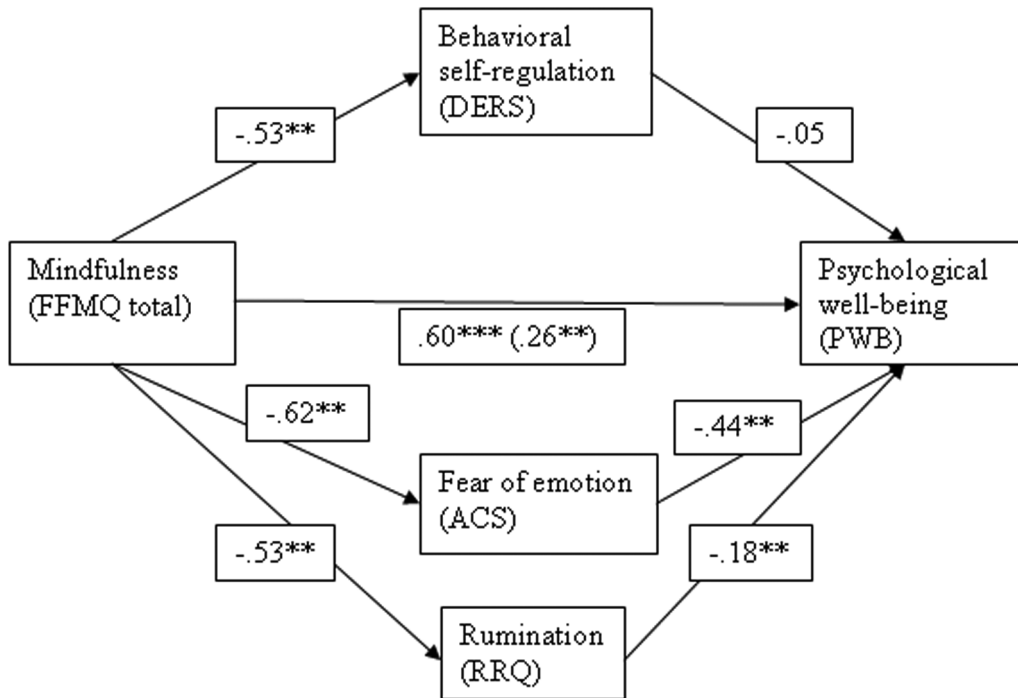 Behavioral
self-regulation
(DERS)
-.53**
-.05
Mindfulness
(FFMQ total)
Psychological
well-being
(PWB)
.60*** (.26**)
-.62**
-.44**
Fear of emotion
(ACS)
-.53**
-.18**
Rumination
(RRQ)